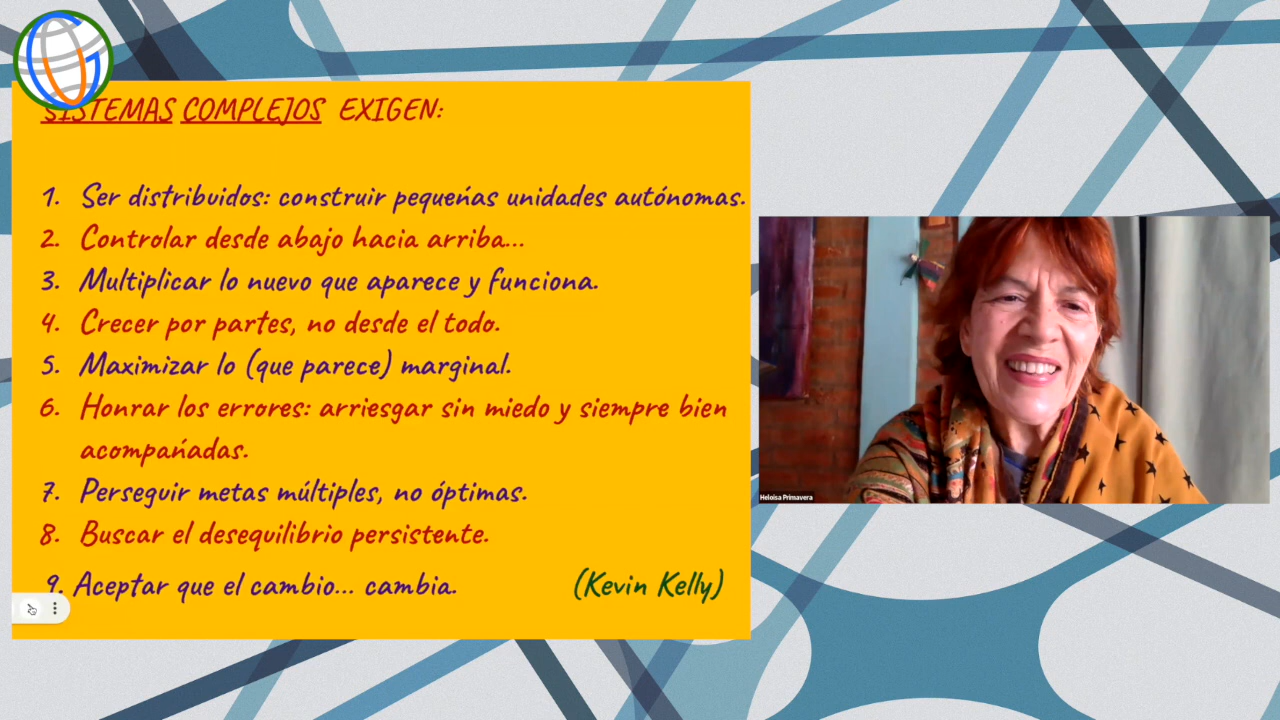 SISTEMAS COMPLEJOS EXIGEN:
1. Ser distribuidos: construir pequeñas unidades autónomas.
2. Controlar desde abajo hacia arriba...
3. Multiplicar lo nuevo que aparece y funciona.
4. Crecer por partes, no desde el todo.
5. Maximizar lo (que parece) marginal.
6. Honrar los errores: arriesgar sin miedo y siempre bien
acompañadas.
7. Perseguir metas múltiples, no óptimas.
8. Buscar el desequilibrio persistente.
9. Aceptar que el cambio... cambia. (Kevin Kelly)
Heloisa Primavera